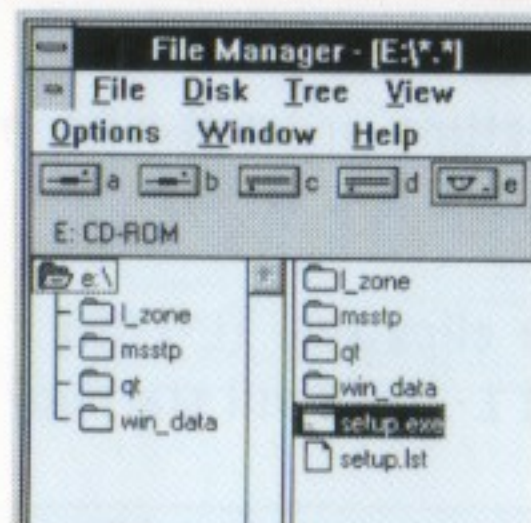 File Manager - [E:\*.*]
File Disk Tree View
Options Window Help
a b c d e
E: CD-ROM
e:\
l_zone
msstp
qt
win_data
l_zone
msstp
qt
win_data
setup.exe
setup.lst